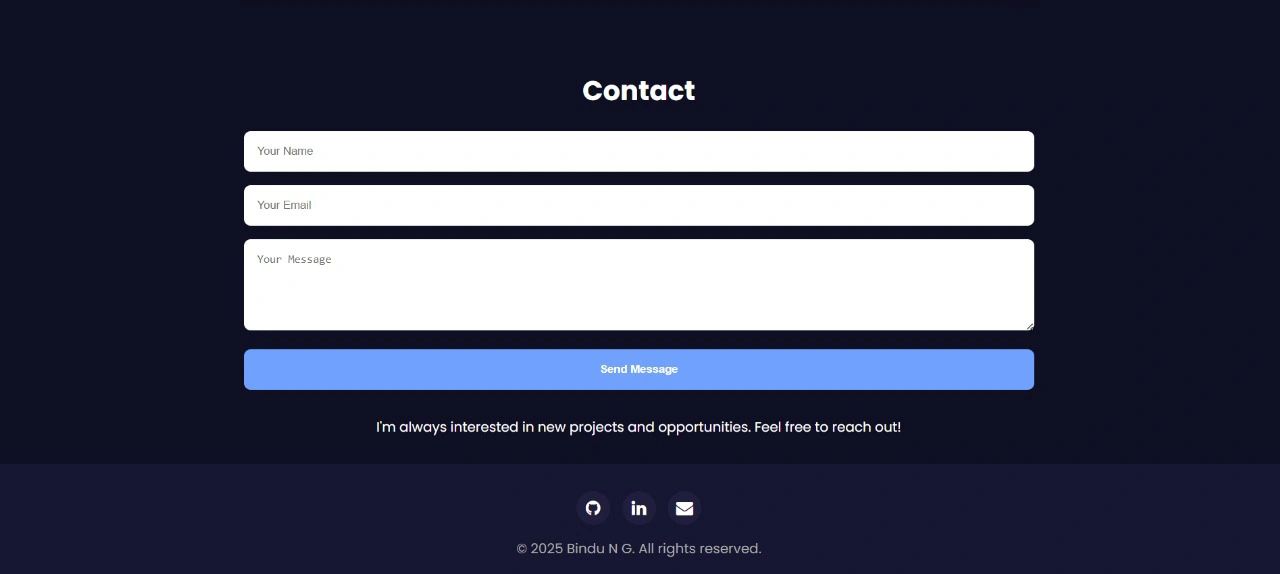 Contact
Your Name
Your Email
Your Message
Send Message
I'm always interested in new projects and opportunities. Feel free to reach out!
© 2025 Bindu N G. All rights reserved.